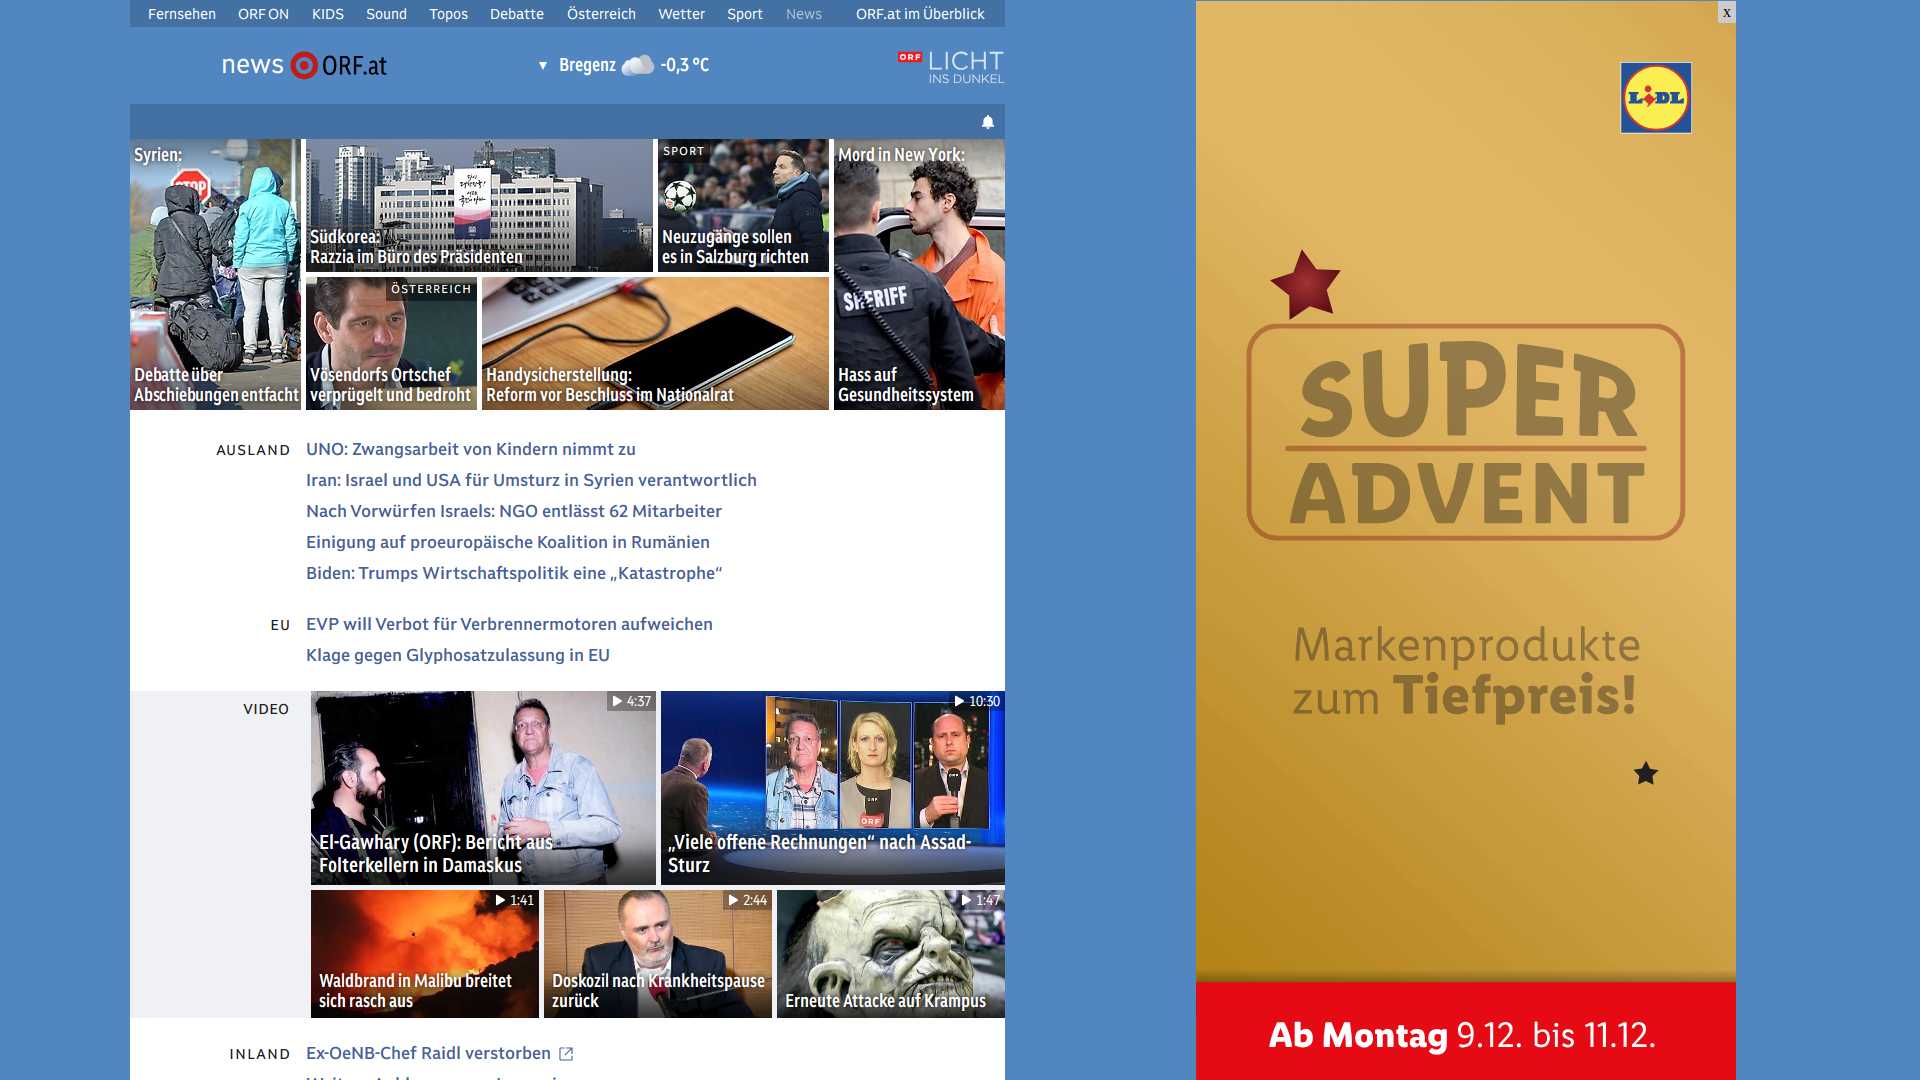 Fernsehen ORF ON KIDS Sound Topos Debatte Österreich Wetter Sport News ORF.at im Überblick
news ORF.at
Bregenz -0,3 °C
ORF LICHT
INS DUNKEL
Syrien:
STOP
Debatte über
Abschiebungen entfacht
Südkorea:
Razzia im Büro des Präsidenten
SPORT
Neuzugänge sollen
es in Salzburg richten
Mord in New York:
SHERIFF
Hass auf
Gesundheitssystem
ÖSTERREICH
Vösendorfs Ortschef
verprügelt und bedroht
Handysicherstellung:
Reform vor Beschluss im Nationalrat
AUSLAND
UNO: Zwangsarbeit von Kindern nimmt zu
Iran: Israel und USA für Umsturz in Syrien verantwortlich
Nach Vorwürfen Israels: NGO entlässt 62 Mitarbeiter
Einigung auf proeuropäische Koalition in Rumänien
Biden: Trumps Wirtschaftspolitik eine „Katastrophe“
EU
EVP will Verbot für Verbrennermotoren aufweichen
Klage gegen Glyphosatzulassung in EU
VIDEO
4:37
El-Gawhary (ORF): Bericht aus
Folterkellern in Damaskus
10:30
ORF
„Viele offene Rechnungen“ nach Assad-
Sturz
1:41
Waldbrand in Malibu breitet
sich rasch aus
2:44
Doskozil nach Krankheitspause
zurück
1:47
Erneute Attacke auf Krampus
INLAND
Ex-OeNB-Chef Raidl verstorben
X
LIDL
SUPER
ADVENT
Markenprodukte
zum Tiefpreis!
Ab Montag 9.12. bis 11.12.